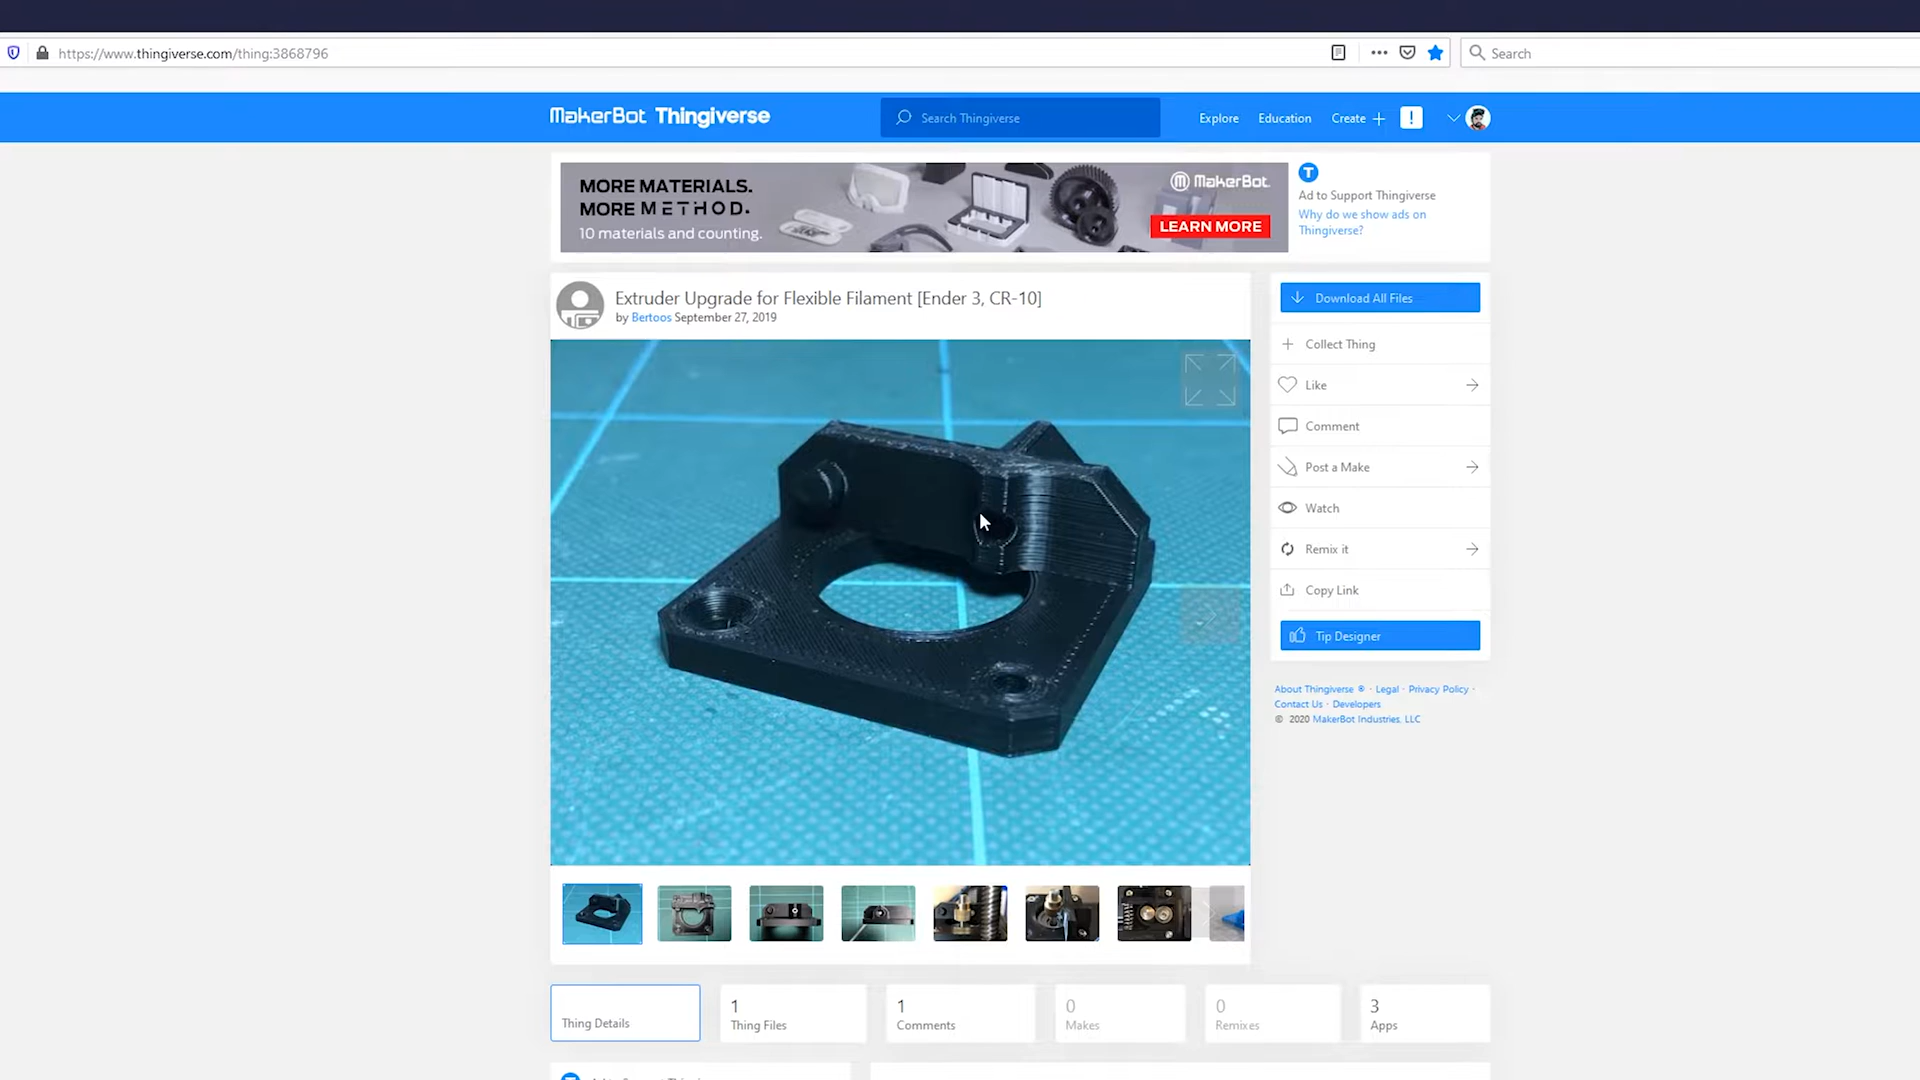 https://www.thingiverse.com/thing:3868796
Search
MakerBot Thingiverse
Search Thingiverse
Explore
Education
Create
!
MORE MATERIALS.
MORE METHOD.
10 materials and counting.
MakerBot.
LEARN MORE
T
Ad to Support Thingiverse
Why do we show ads on
Thingiverse?
Extruder Upgrade for Flexible Filament [Ender 3, CR-10]
by Bertoos September 27, 2019
Download All Files
Collect Thing
Like
Comment
Post a Make
Watch
Remix it
Copy Link
Tip Designer
About Thingiverse ® · Legal · Privacy Policy ·
Contact Us · Developers
© 2020 MakerBot Industries, LLC
Thing Details
1
Thing Files
1
Comments
0
Makes
0
Remixes
3
Apps